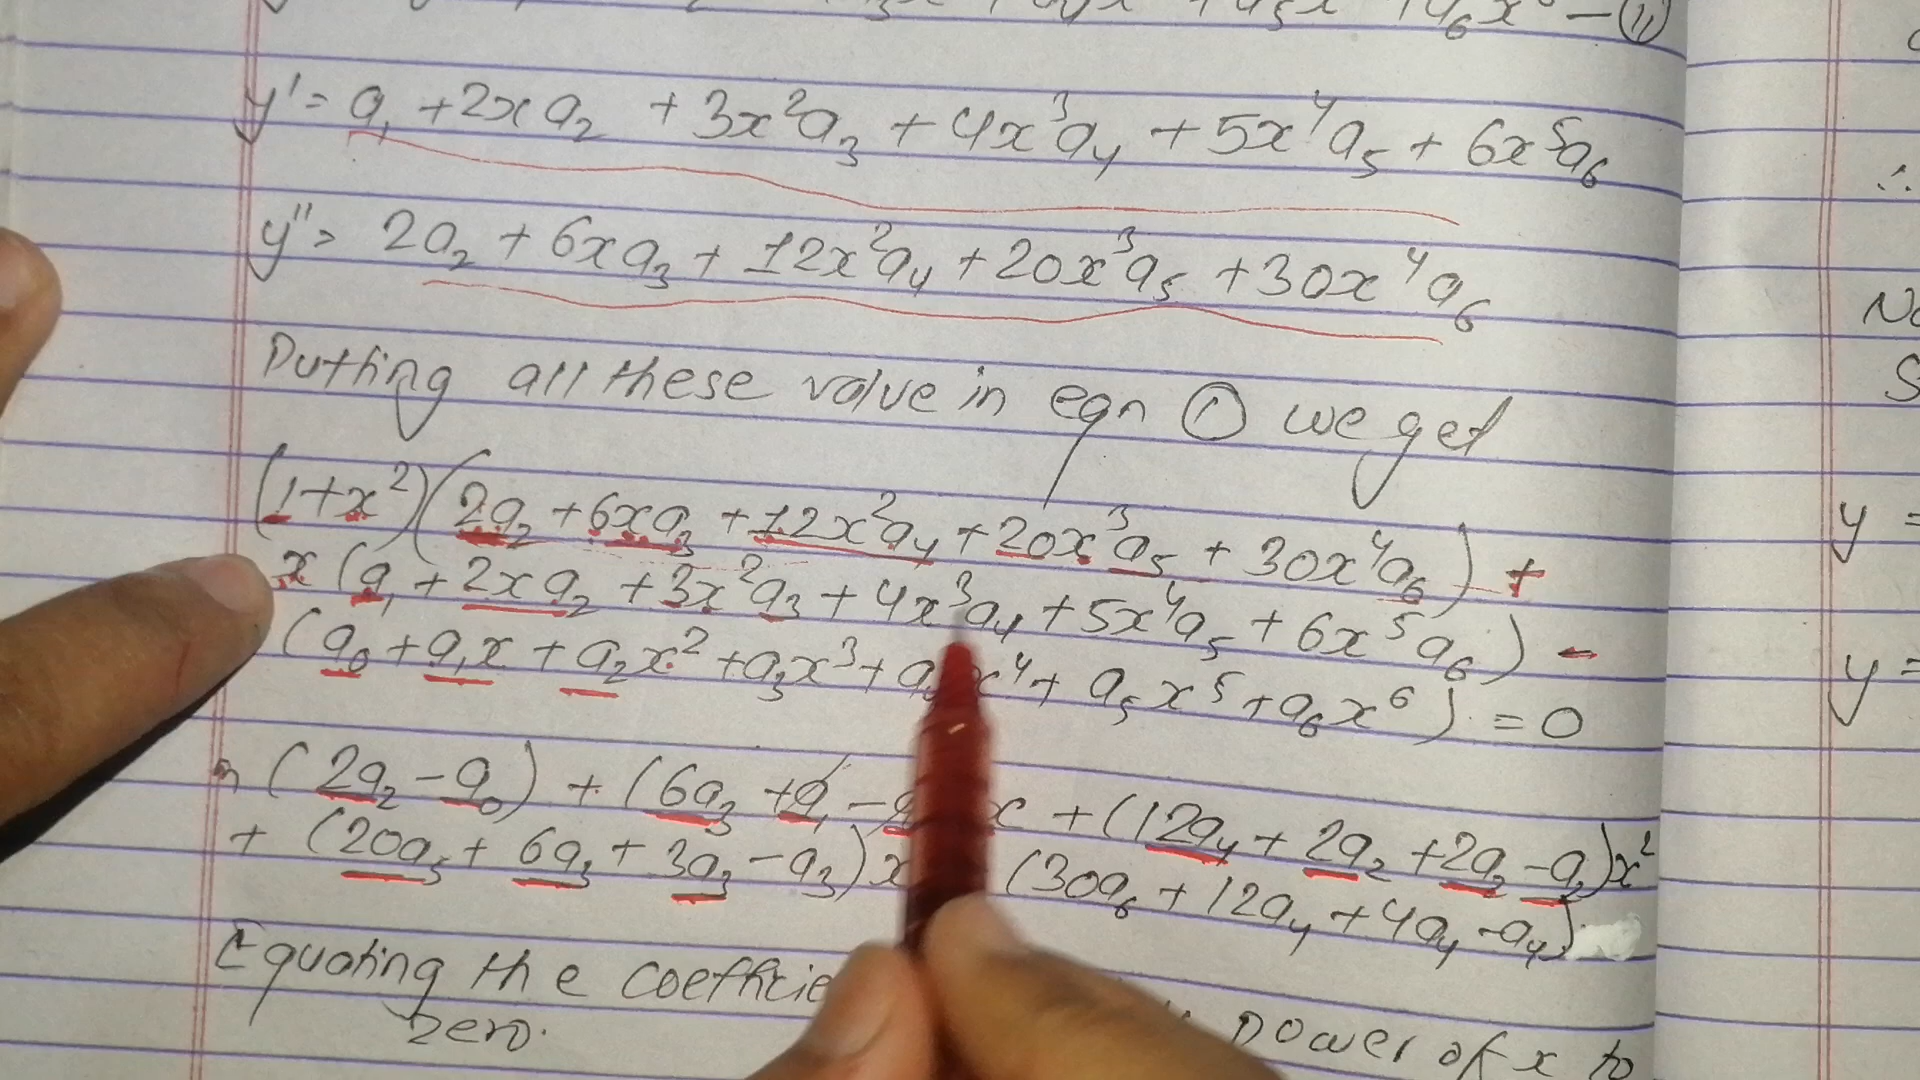 + a₆x⁶ — (11)
y' = a₁ + 2xa₂ + 3x²a₃ + 4x³a₄ + 5x⁴a₅ + 6x⁵a₆
y'' = 2a₂ + 6xa₃ + 12x²a₄ + 20x³a₅ + 30x⁴a₆
Putting all these value in eqn ① we get
(1+x²)(2a₂ + 6xa₃ + 12x²a₄ + 20x³a₅ + 30x⁴a₆) +
x(a₁ + 2xa₂ + 3x²a₃ + 4x³a₄ + 5x⁴a₅ + 6x⁵a₆) -
(a₀ + a₁x + a₂x² + a₃x³ + x⁴ + a₅x⁵ + a₆x⁶) = 0
(2a₂ - a₀) + (6a₃ + a₁ - x + (12a₄ + 2a₂ + 2a₂ - a₂)x²
+ (20a₅ + 6a₃ + 3a₃ - a₃)x (30a₆ + 12a₄ + 4a₄ - a₄)
Equating the power of x to
zero.
y =
y =